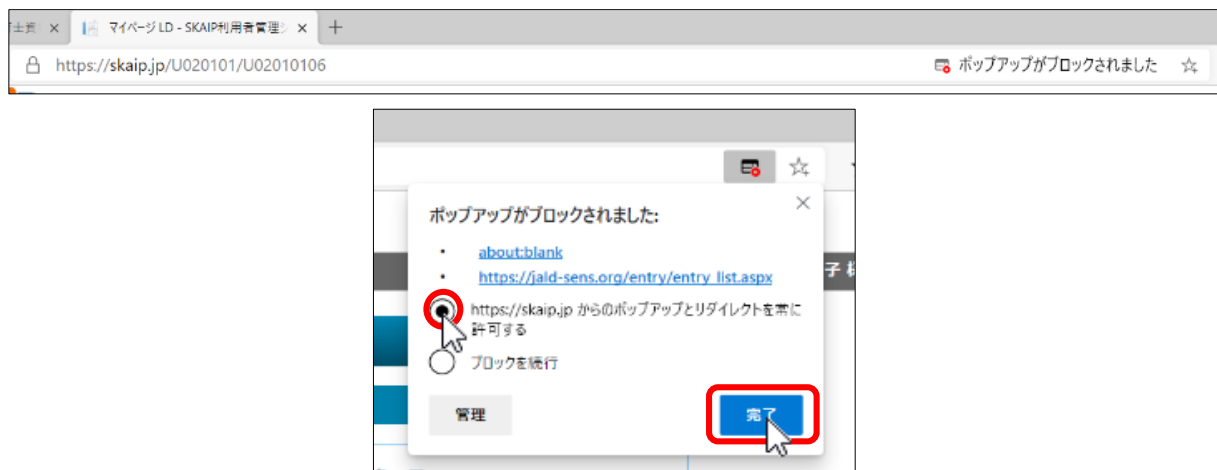 士資
マイページ LD - SKAIP利用者管理
https://skaip.jp/U020101/U02010106
ポップアップがブロックされました
ポップアップがブロックされました:
about:blank
https://jald-sens.org/entry/entry_list.aspx
子様
https://skaip.jp からのポップアップとリダイレクトを常に
許可する
ブロックを続行
管理
完了